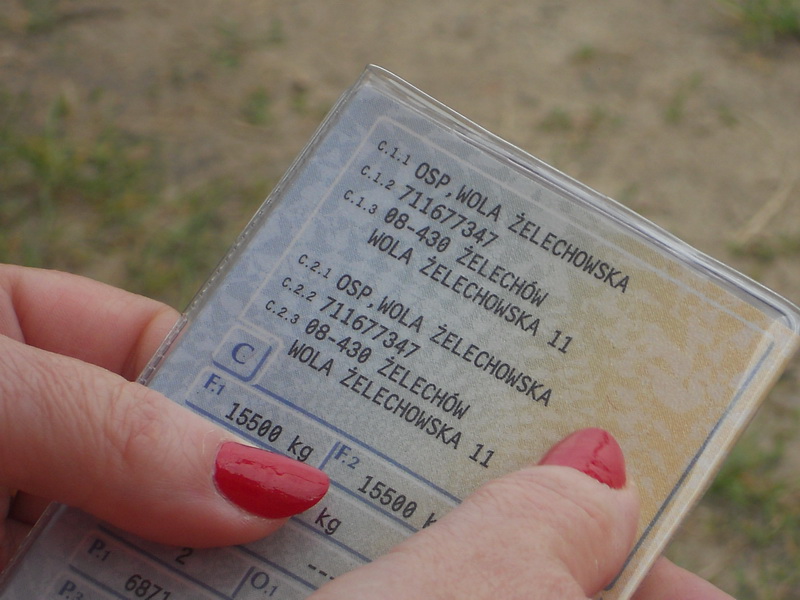 C.1.1 OSP, WOLA ŻELECHOWSKA
C.1.2 711677347
C.1.3 08-430 ŻELECHÓW
WOLA ŻELECHOWSKA 11
C.2.1 OSP, WOLA ŻELECHOWSKA
C.2.2 711677347
C.2.3 08-430 ŻELECHÓW
WOLA ŻELECHOWSKA 11
C
F.1 15500 kg F.2 15500 k
kg
P.1 2 O.1 ---
6871